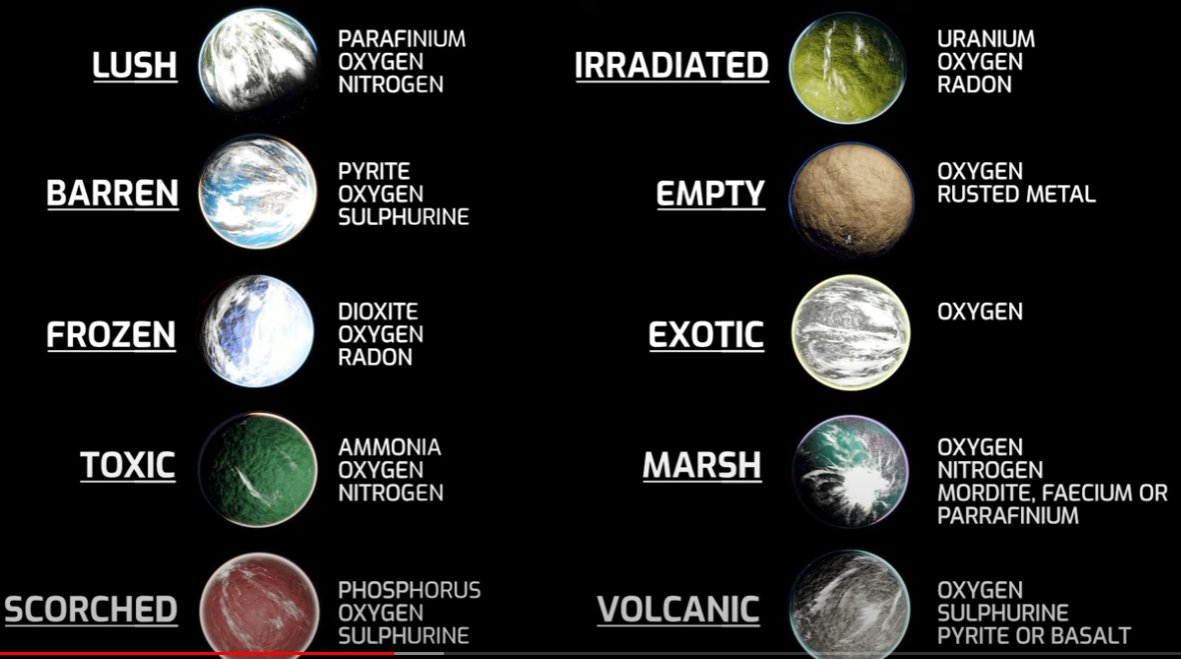 LUSH
PARAFINIUM
OXYGEN
NITROGEN
IRRADIATED
URANIUM
OXYGEN
RADON
BARREN
PYRITE
OXYGEN
SULPHURINE
EMPTY
OXYGEN
RUSTED METAL
FROZEN
DIOXITE
OXYGEN
RADON
EXOTIC
OXYGEN
TOXIC
AMMONIA
OXYGEN
NITROGEN
MARSH
OXYGEN
NITROGEN
MORDITE, FAECIUM OR
PARRAFINIUM
SCORCHED
PHOSPHORUS
OXYGEN
SULPHURINE
VOLCANIC
OXYGEN
SULPHURINE
PYRITE OR BASALT